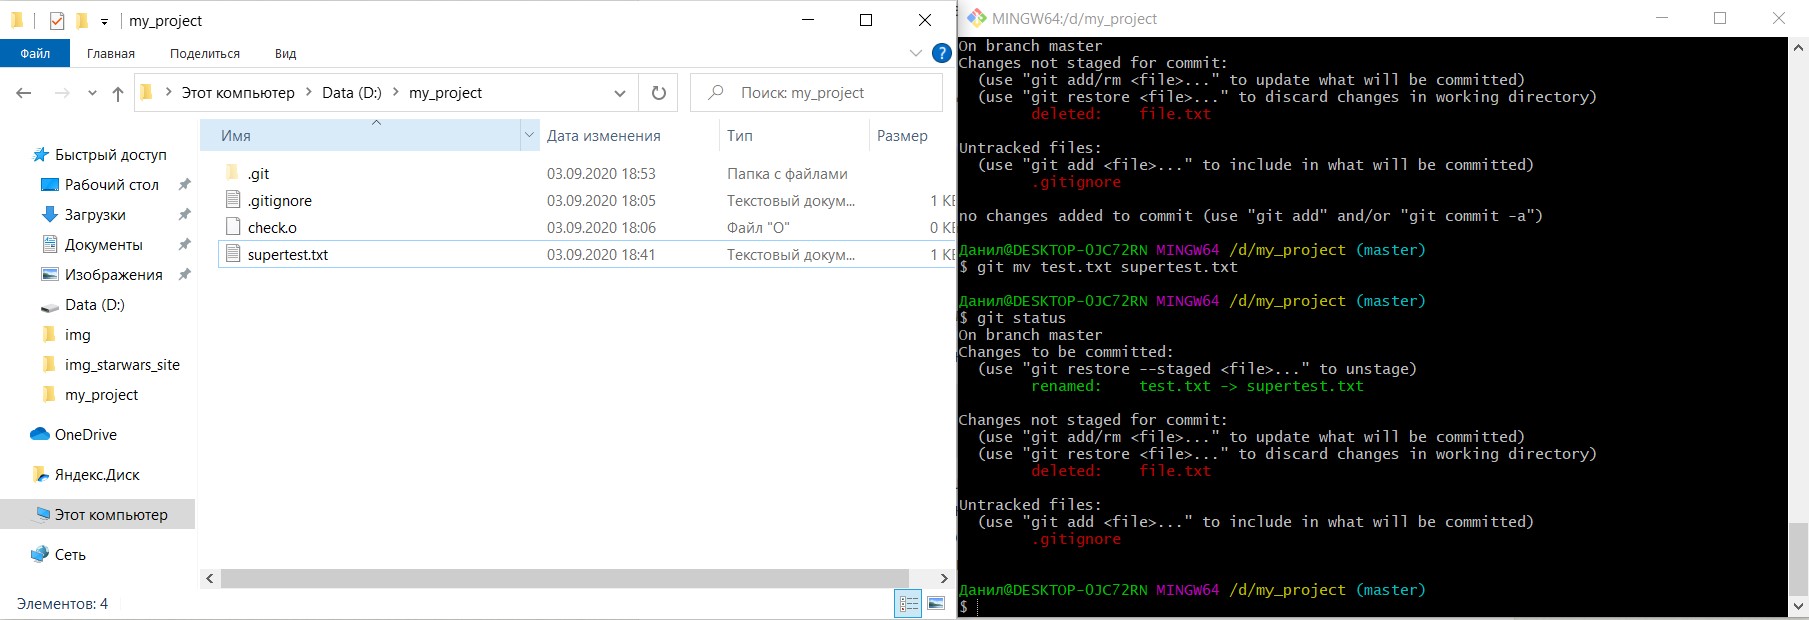 my_project
Файл Главная Поделиться Вид
Этот компьютер Data (D:) my_project
Поиск: my_project
Имя Дата изменения Тип Размер
.git 03.09.2020 18:53 Папка с файлами
.gitignore 03.09.2020 18:05 Текстовый докум... 1 КБ
check.o 03.09.2020 18:06 Файл "O" 0 КБ
supertest.txt 03.09.2020 18:41 Текстовый докум... 1 КБ
Быстрый доступ
Рабочий стол
Загрузки
Документы
Изображения
Data (D:)
img
img_starwars_site
my_project
OneDrive
Яндекс.Диск
Этот компьютер
Сеть
Элементов: 4
MINGW64:/d/my_project
On branch master
Changes not staged for commit:
  (use "git add/rm <file>..." to update what will be committed)
  (use "git restore <file>..." to discard changes in working directory)
        deleted:    file.txt
Untracked files:
  (use "git add <file>..." to include in what will be committed)
        .gitignore
no changes added to commit (use "git add" and/or "git commit -a")
Данил@DESKTOP-OJC72RN MINGW64 /d/my_project (master)
$ git mv test.txt supertest.txt
Данил@DESKTOP-OJC72RN MINGW64 /d/my_project (master)
$ git status
On branch master
Changes to be committed:
  (use "git restore --staged <file>..." to unstage)
        renamed:    test.txt -> supertest.txt
Changes not staged for commit:
  (use "git add/rm <file>..." to update what will be committed)
  (use "git restore <file>..." to discard changes in working directory)
        deleted:    file.txt
Untracked files:
  (use "git add <file>..." to include in what will be committed)
        .gitignore
Данил@DESKTOP-OJC72RN MINGW64 /d/my_project (master)
$